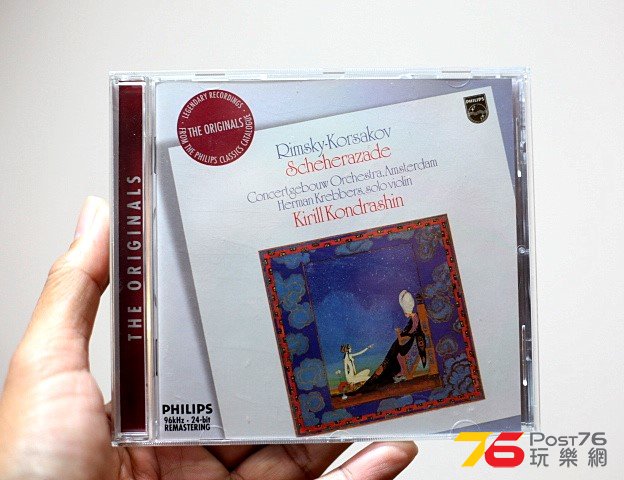 THE ORIGINALS
LEGENDARY RECORDINGS
THE ORIGINALS
FROM THE PHILIPS CLASSICS CATALOGUE
PHILIPS
Rimsky-Korsakov
Scheherazade
Concertgebouw Orchestra, Amsterdam
Herman Krebbers, solo violin
Kirill Kondrashin
PHILIPS
96kHz · 24-bit
REMASTERING
76 Post76
玩樂網